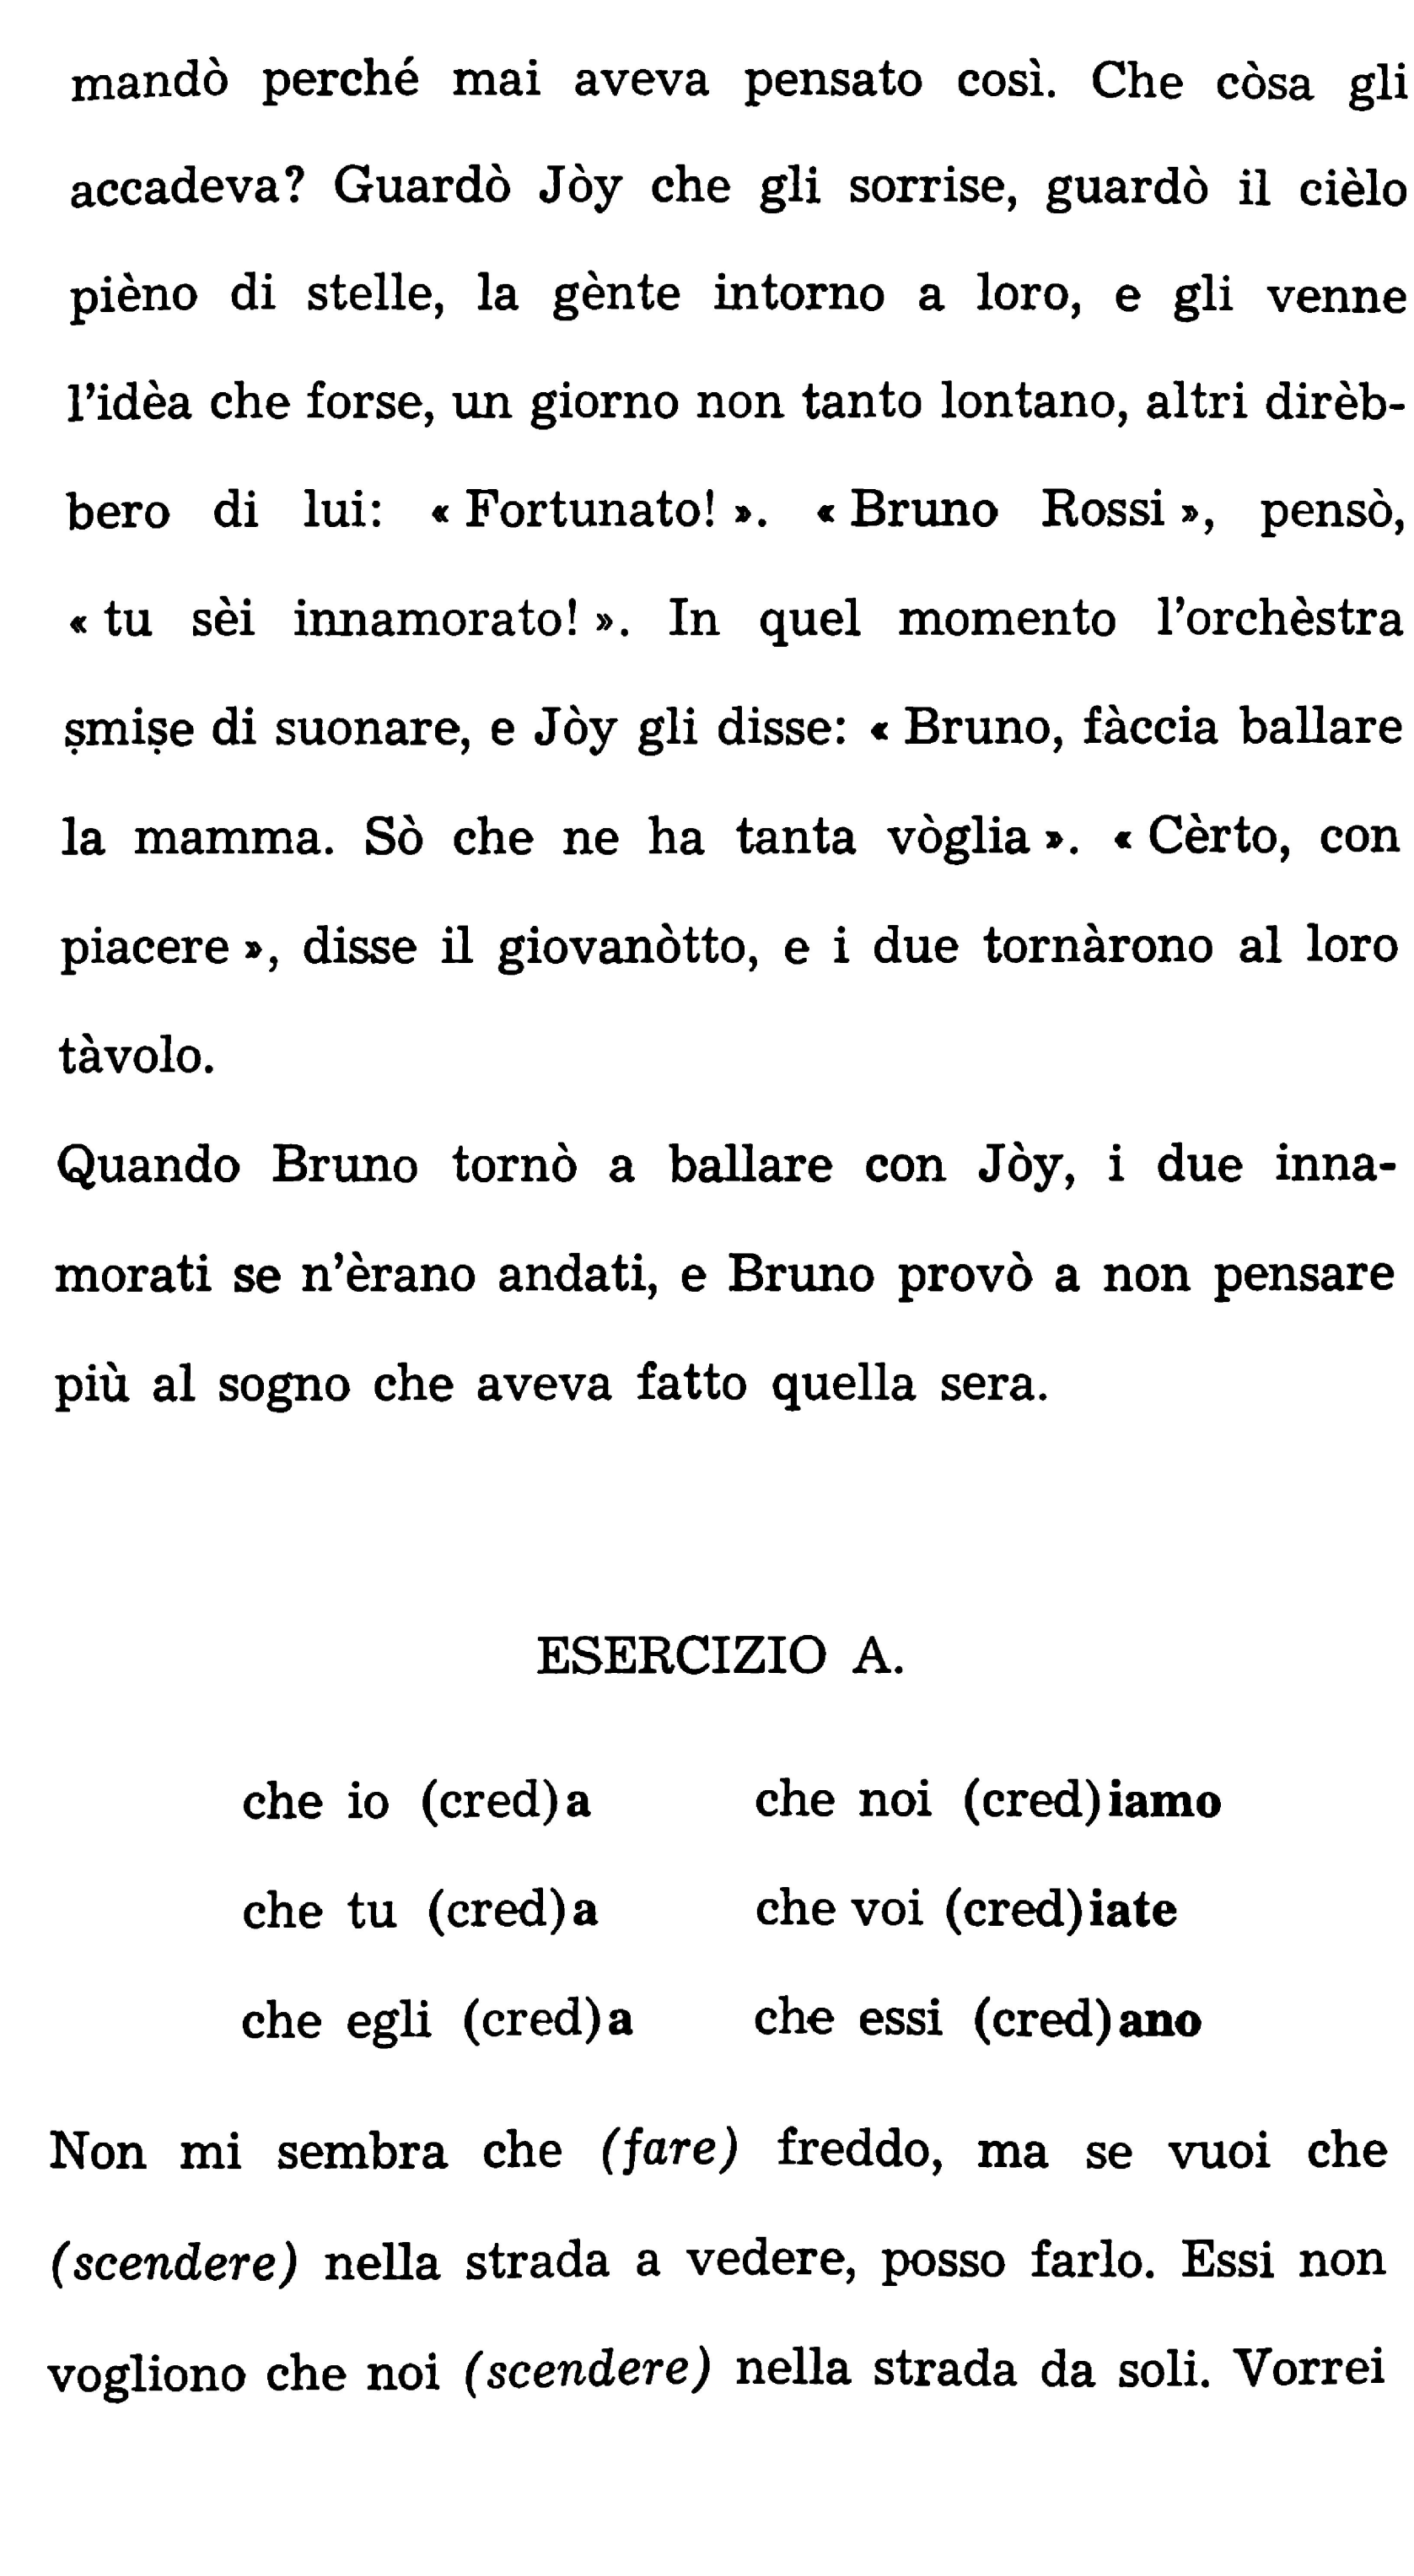 mandò perché mai aveva pensato così. Che còsa gli
accadeva? Guardò Jòy che gli sorrise, guardò il cièlo
pièno di stelle, la gènte intorno a loro, e gli venne
l'idèa che forse, un giorno non tanto lontano, altri dirèb-
bero di lui: « Fortunato! ». « Bruno Rossi », pensò,
« tu sèi innamorato! ». In quel momento l'orchèstra
ṣmiṣe di suonare, e Jòy gli disse: « Bruno, fàccia ballare
la mamma. Sò che ne ha tanta vòglia ». « Cèrto, con
piacere », disse il giovanòtto, e i due tornàrono al loro
tàvolo.
Quando Bruno tornò a ballare con Jòy, i due inna-
morati se n'èrano andati, e Bruno provò a non pensare
più al sogno che aveva fatto quella sera.
ESERCIZIO A.
che io (cred)a che noi (cred)iamo
che tu (cred)a che voi (cred)iate
che egli (cred)a che essi (cred)ano
Non mi sembra che (fare) freddo, ma se vuoi che
(scendere) nella strada a vedere, posso farlo. Essi non
vogliono che noi (scendere) nella strada da soli. Vorrei